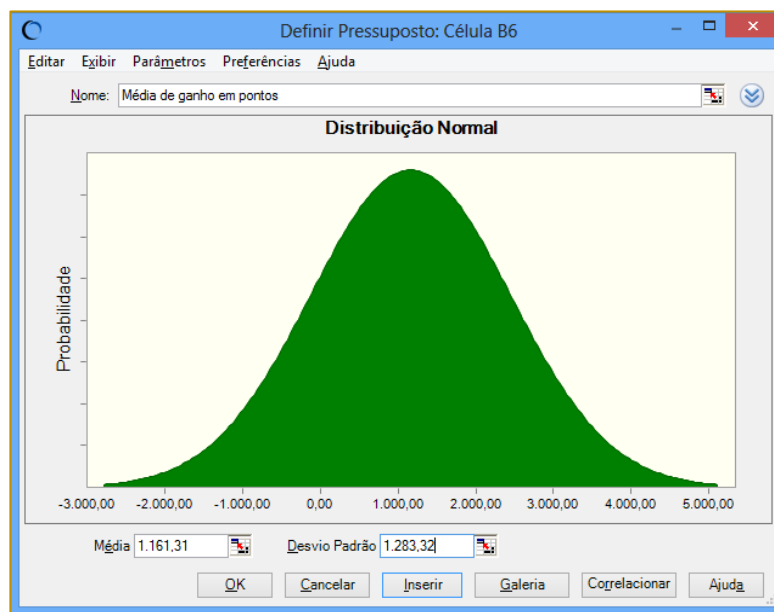 Definir Pressuposto: Célula B6
Editar Exibir Parâmetros Preferências Ajuda
Nome: Média de ganho em pontos
Distribuição Normal
Probabilidade
-3.000,00 -2.000,00 -1.000,00 0,00 1.000,00 2.000,00 3.000,00 4.000,00 5.000,00
Média 1.161,31 Desvio Padrão 1.283,32
OK Cancelar Inserir Galeria Correlacionar Ajuda